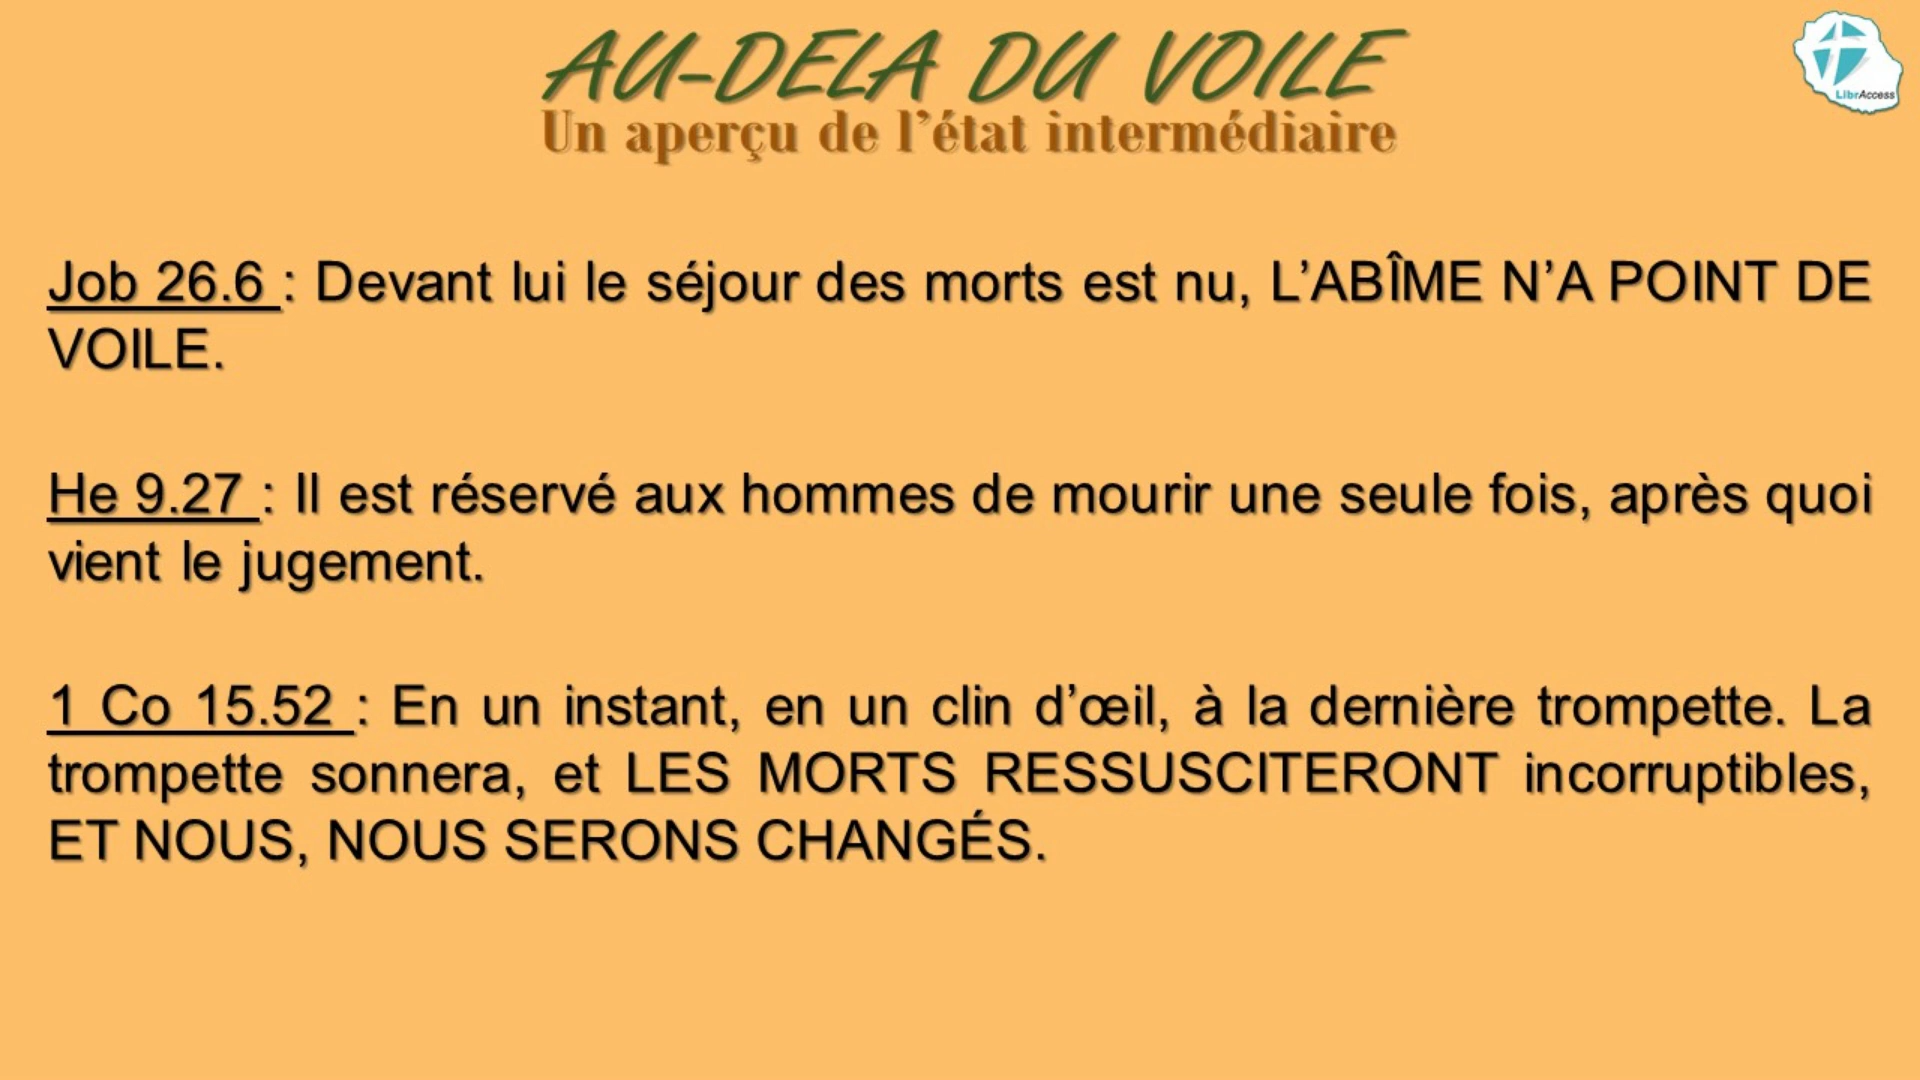 AU-DELA DU VOILE
Un aperçu de l’état intermédiaire
LibrAccess
Job 26.6 : Devant lui le séjour des morts est nu, L’ABÎME N’A POINT DE
VOILE.
He 9.27 : Il est réservé aux hommes de mourir une seule fois, après quoi
vient le jugement.
1 Co 15.52 : En un instant, en un clin d’œil, à la dernière trompette. La
trompette sonnera, et LES MORTS RESSUSCITERONT incorruptibles,
ET NOUS, NOUS SERONS CHANGÉS.